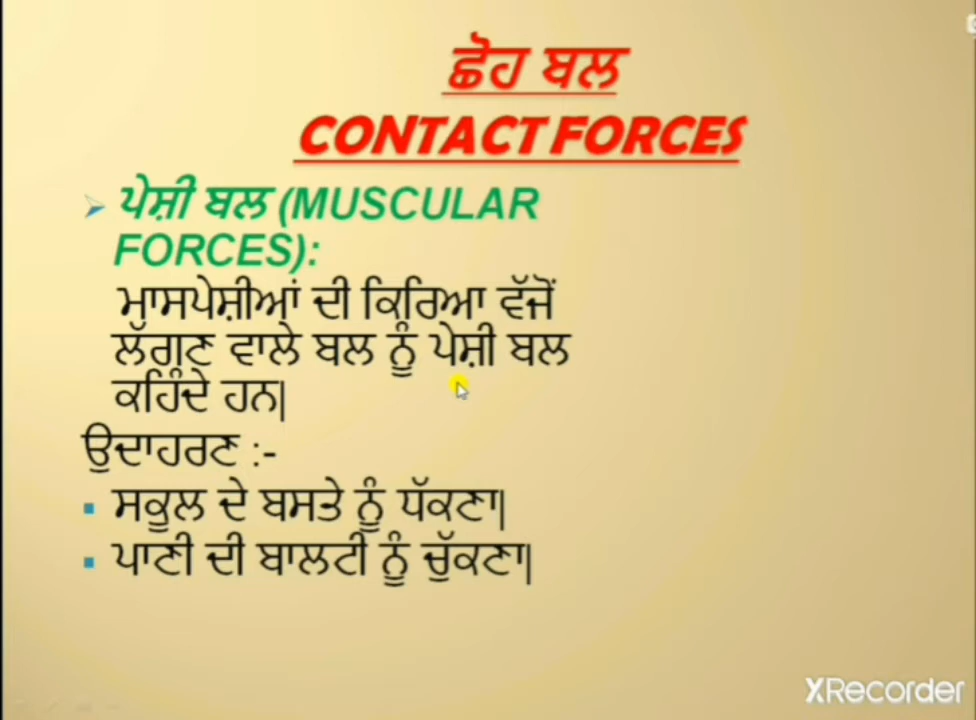 ਛੋਹ ਬਲ
CONTACT FORCES
➢ ਪੇਸ਼ੀ ਬਲ (MUSCULAR
FORCES):
ਮਾਸਪੇਸ਼ੀਆਂ ਦੀ ਕਿਰਿਆ ਵੱਜੋਂ
ਲੱਗਣ ਵਾਲੇ ਬਲ ਨੂੰ ਪੇਸ਼ੀ ਬਲ
ਕਹਿੰਦੇ ਹਨ|
ਉਦਾਹਰਣ :-
▪ ਸਕੂਲ ਦੇ ਬਸਤੇ ਨੂੰ ਧੱਕਣਾ|
▪ ਪਾਣੀ ਦੀ ਬਾਲਟੀ ਨੂੰ ਚੁੱਕਣਾ|
XRecorder